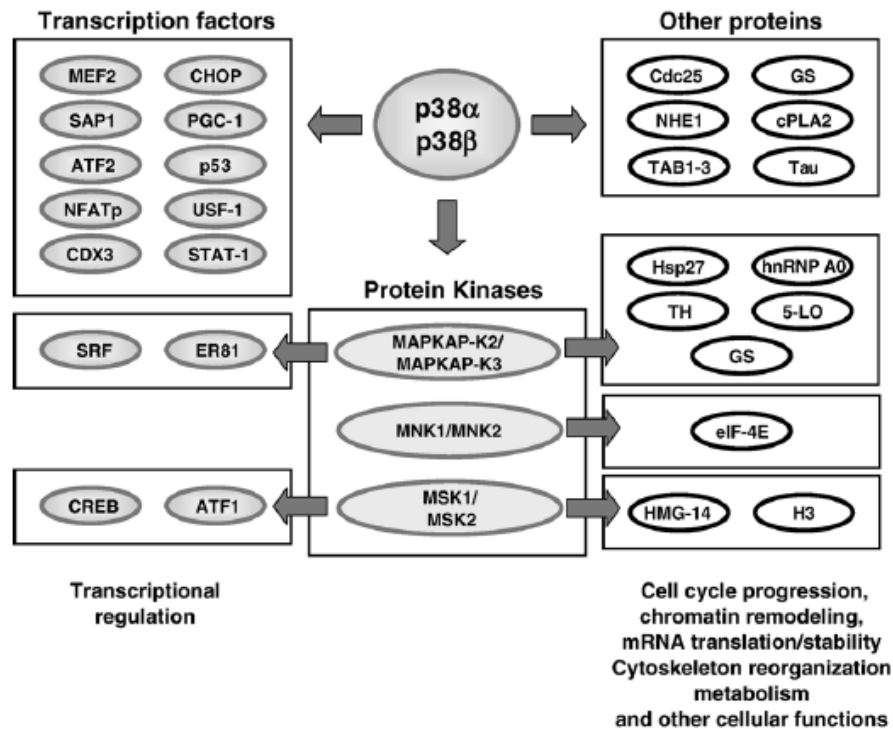 Transcription factors
MEF2
CHOP
SAP1
PGC-1
ATF2
p53
NFATp
USF-1
CDX3
STAT-1
p38α
p38β
Other proteins
Cdc25
GS
NHE1
cPLA2
TAB1-3
Tau
Protein Kinases
SRF
ER81
MAPKAP-K2/
MAPKAP-K3
Hsp27
hnRNP A0
TH
5-LO
GS
MNK1/MNK2
eIF-4E
CREB
ATF1
MSK1/
MSK2
HMG-14
H3
Transcriptional
regulation
Cell cycle progression,
chromatin remodeling,
mRNA translation/stability
Cytoskeleton reorganization
metabolism
and other cellular functions